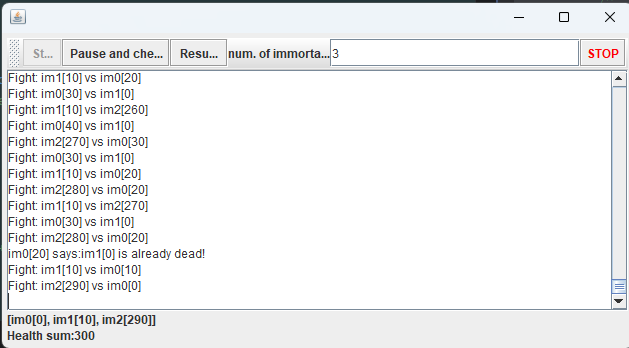 St...
Pause and che...
Resu...
num. of immorta...
3
STOP
Fight: im1[10] vs im0[20]
Fight: im0[30] vs im1[0]
Fight: im1[10] vs im2[260]
Fight: im0[40] vs im1[0]
Fight: im2[270] vs im0[30]
Fight: im0[30] vs im1[0]
Fight: im1[10] vs im0[20]
Fight: im2[280] vs im0[20]
Fight: im1[10] vs im2[270]
Fight: im0[30] vs im1[0]
Fight: im2[280] vs im0[20]
im0[20] says:im1[0] is already dead!
Fight: im1[10] vs im0[10]
Fight: im2[290] vs im0[0]
[im0[0], im1[10], im2[290]]
Health sum:300